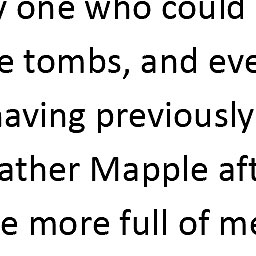 y one who could
e tombs, and eve
having previously
ather Mapple aft
e more full of me